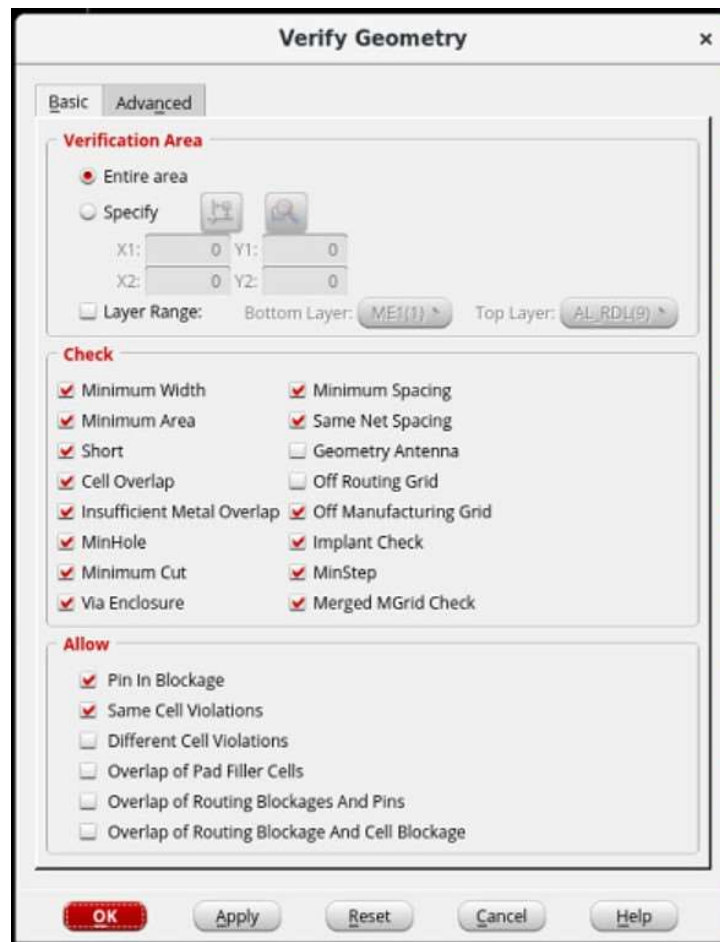 Verify Geometry ×
Basic Advanced
Verification Area
Entire area
Specify
X1: 0 Y1: 0
X2: 0 Y2: 0
Layer Range: Bottom Layer: ME1(1) Top Layer: AL_RDL(9)
Check
Minimum Width Minimum Spacing
Minimum Area Same Net Spacing
Short Geometry Antenna
Cell Overlap Off Routing Grid
Insufficient Metal Overlap Off Manufacturing Grid
MinHole Implant Check
Minimum Cut MinStep
Via Enclosure Merged MGrid Check
Allow
Pin In Blockage
Same Cell Violations
Different Cell Violations
Overlap of Pad Filler Cells
Overlap of Routing Blockages And Pins
Overlap of Routing Blockage And Cell Blockage
OK Apply Reset Cancel Help